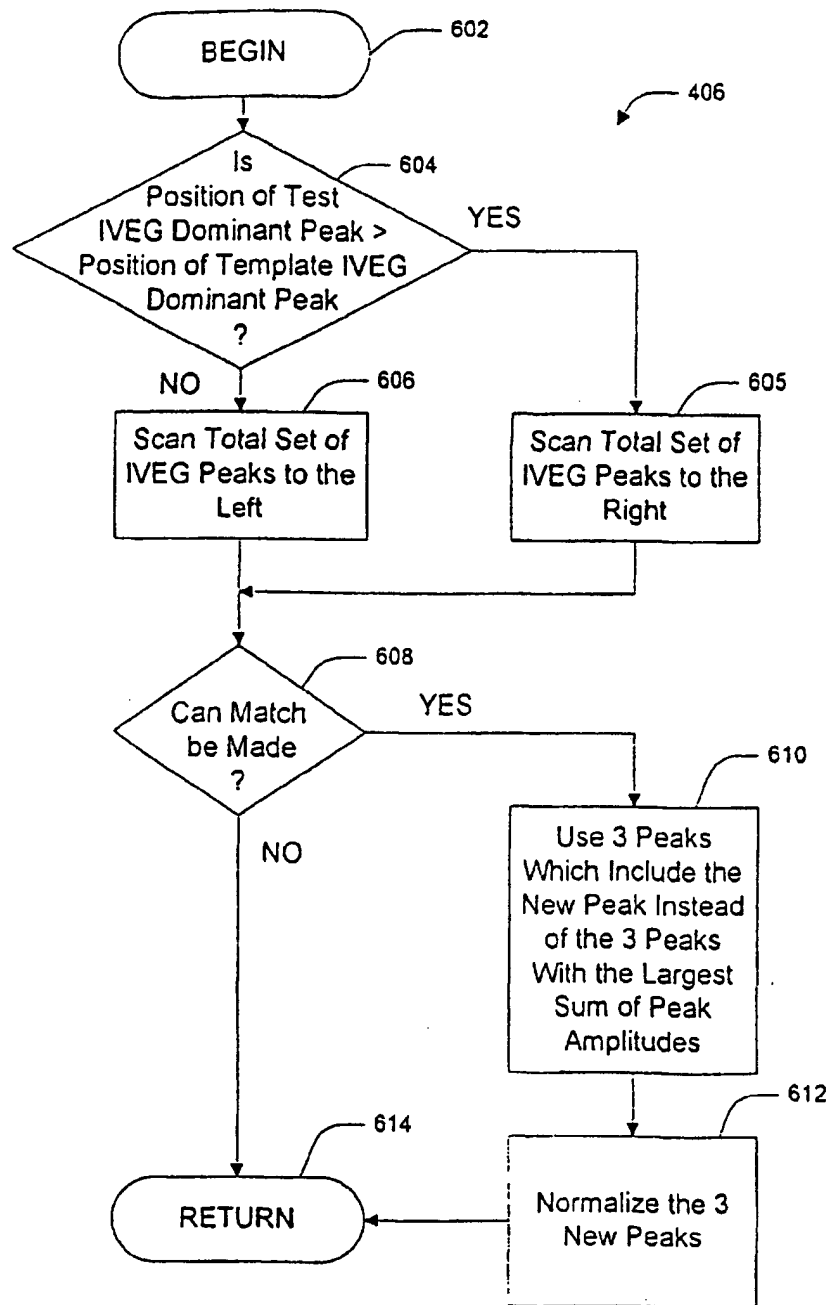 BEGIN
602
406
Is
Position of Test
IVEG Dominant Peak >
Position of Template IVEG
Dominant Peak
?
604
YES
NO
606
605
Scan Total Set of
IVEG Peaks to the
Left
Scan Total Set of
IVEG Peaks to the
Right
608
Can Match
be Made
?
YES
NO
610
Use 3 Peaks
Which Include the
New Peak Instead
of the 3 Peaks
With the Largest
Sum of Peak
Amplitudes
612
614
RETURN
Normalize the 3
New Peaks